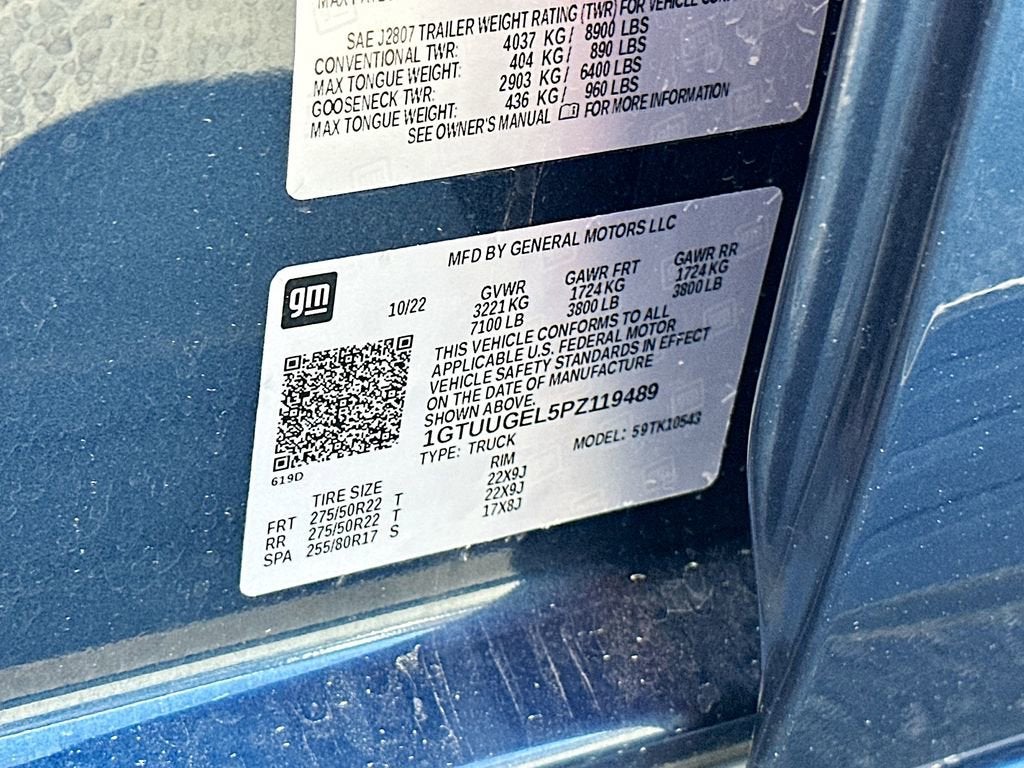 SAE J2807 TRAILER WEIGHT RATING (TWR) FOR VEHICLE
CONVENTIONAL TWR: 4037 KG/ 8900 LBS
MAX TONGUE WEIGHT: 404 KG/ 890 LBS
GOOSENECK TWR: 2903 KG/ 6400 LBS
MAX TONGUE WEIGHT: 436 KG/ 960 LBS
SEE OWNER'S MANUAL FOR MORE INFORMATION
MFD BY GENERAL MOTORS LLC
gm
10/22 GVWR GAWR FRT GAWR RR
3221 KG 1724 KG 1724 KG
7100 LB 3800 LB 3800 LB
THIS VEHICLE CONFORMS TO ALL
APPLICABLE U.S. FEDERAL MOTOR
VEHICLE SAFETY STANDARDS IN EFFECT
ON THE DATE OF MANUFACTURE
SHOWN ABOVE.
1GTUUGEL5PZ119489
TYPE: TRUCK MODEL: 59TK10543
619D
TIRE SIZE RIM
FRT 275/50R22 T 22X9J
RR 275/50R22 T 22X9J
SPA 255/80R17 S 17X8J